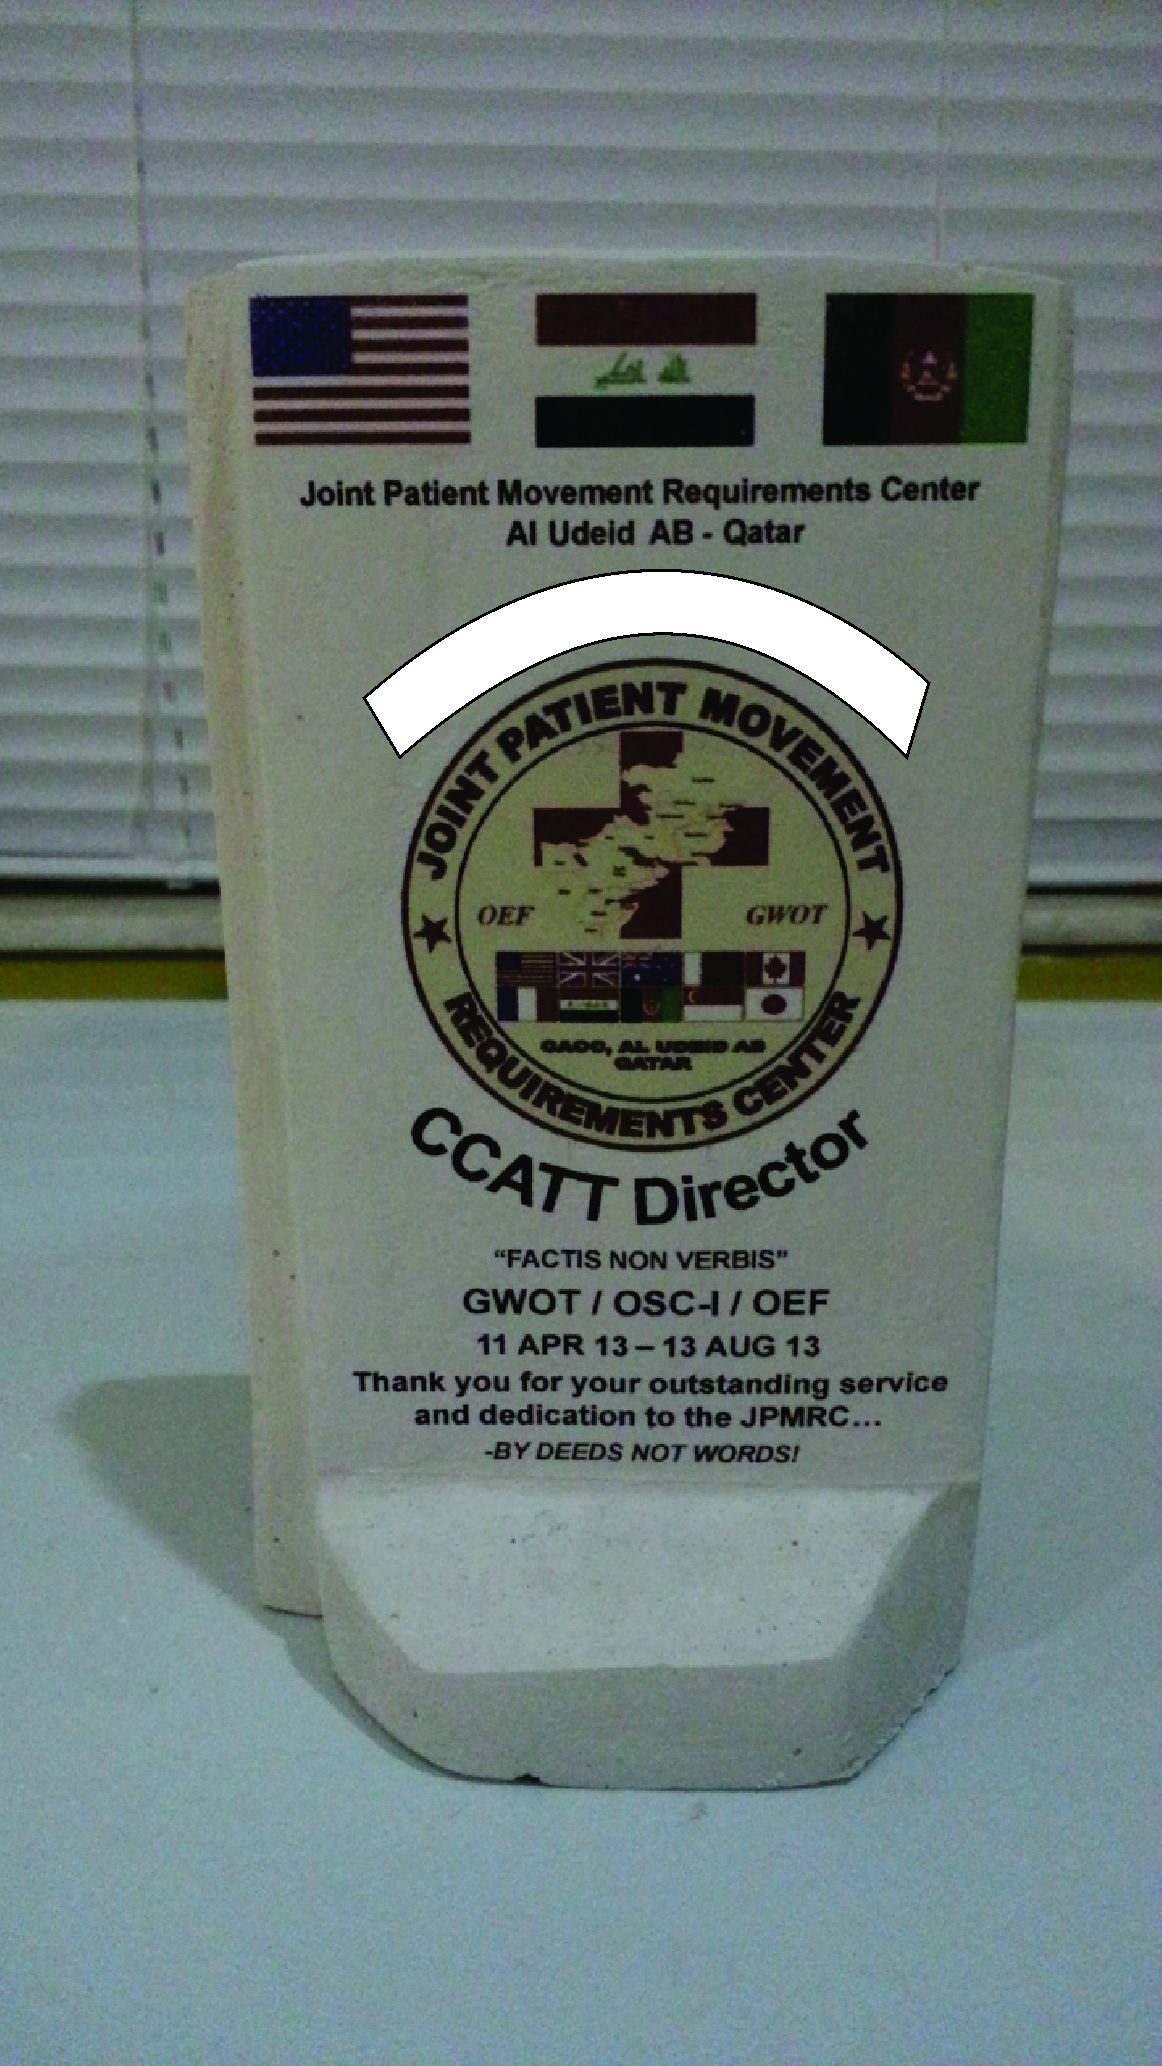 Joint Patient Movement Requirements Center
Al Udeid AB - Qatar
JOINT PATIENT MOVEMENT
OEF
GWOT
CAOC, AL UDEID AB
QATAR
REQUIREMENTS CENTER
CCATT Director
“FACTIS NON VERBIS”
GWOT / OSC-I / OEF
11 APR 13 – 13 AUG 13
Thank you for your outstanding service
and dedication to the JPMRC...
-BY DEEDS NOT WORDS!